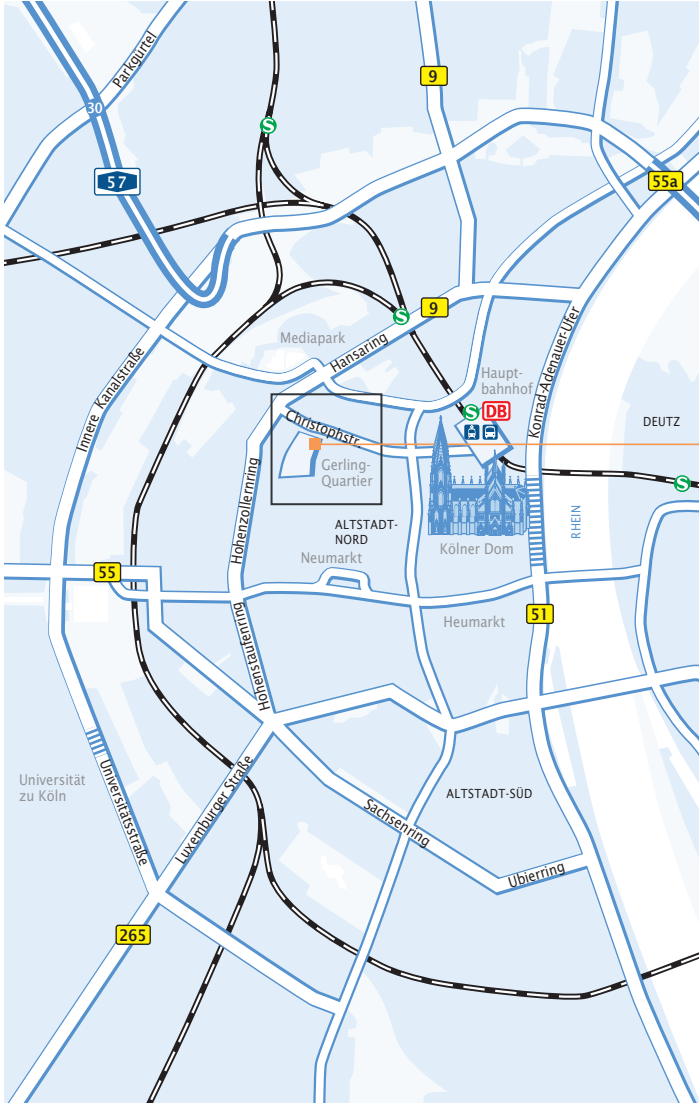 Parkgürtel
9
30
S
57
55a
9
S
Mediapark
Hansaring
Konrad-Adenauer-Ufer
Innere Kanalstraße
Haupt-
bahnhof
S
DB
DEUTZ
Christophstr.
Gerling-
Quartier
Hohenzollernring
S
ALTSTADT-
NORD
RHEIN
Kölner Dom
Neumarkt
55
51
Heumarkt
Hohenstaufenring
Universität
zu Köln
Universitätsstraße
Luxemburger Straße
ALTSTADT-SÜD
Sachsenring
Ubierring
265